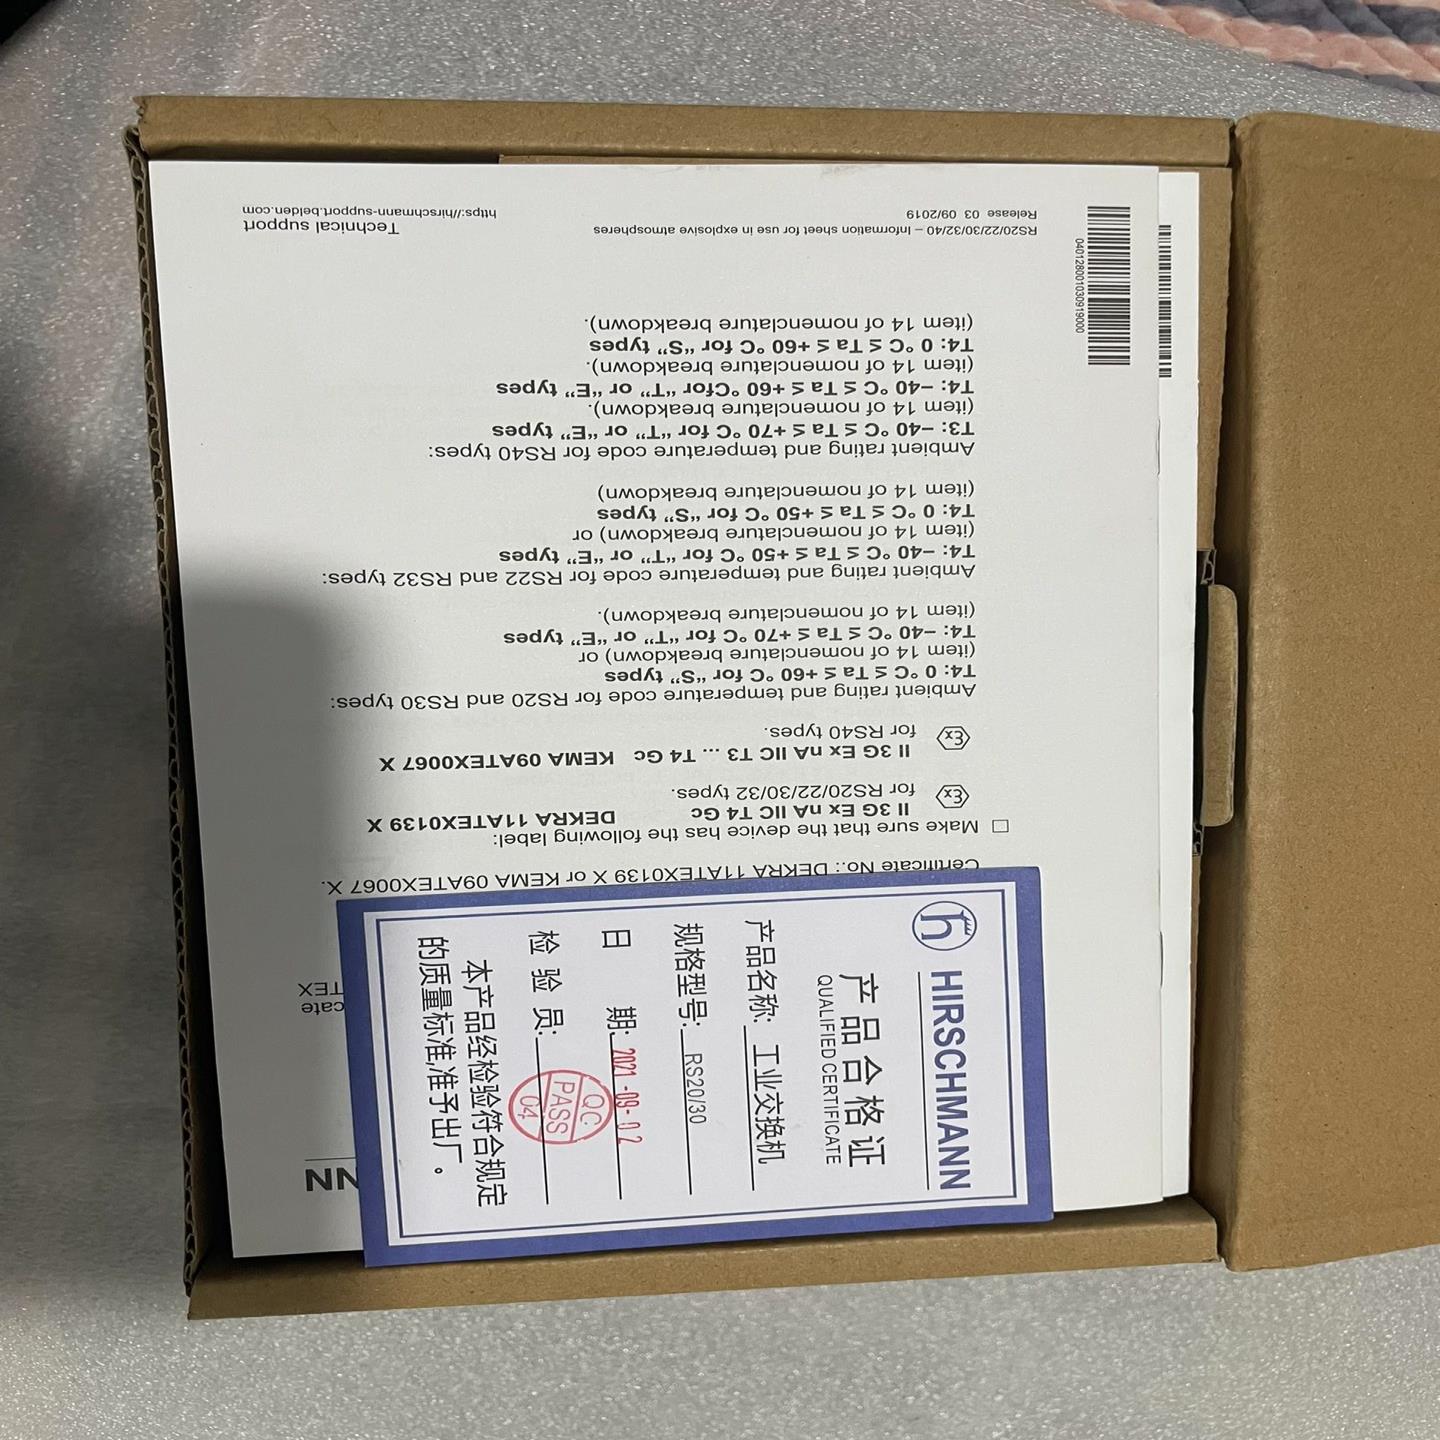 NN
cate
TEX
Certificate No.: DEKRA 11ATEX0139 X or KEMA 09ATEX0067 X.
☐ Make sure that the device has the following label:
II 3G Ex nA IIC T4 Gc DEKRA 11ATEX0139 X
for RS20/22/30/32 types.
II 3G Ex nA IIC T3 ... T4 Gc KEMA 09ATEX0067 X
for RS40 types.
Ambient rating and temperature code for RS20 and RS30 types:
T4: 0 °C ≤ Ta ≤ +60 °C for “S” types
(item 14 of nomenclature breakdown) or
T4: −40 °C ≤ Ta ≤ +70 °C for “T” or “E” types
(item 14 of nomenclature breakdown).
Ambient rating and temperature code for RS22 and RS32 types:
T4: −40 °C ≤ Ta ≤ +50 °C for “T” or “E” types
(item 14 of nomenclature breakdown) or
T4: 0 °C ≤ Ta ≤ +50 °C for “S” types
(item 14 of nomenclature breakdown)
Ambient rating and temperature code for RS40 types:
T3: −40 °C ≤ Ta ≤ +70 °C for “T” or “E” types
(item 14 of nomenclature breakdown).
T4: −40 °C ≤ Ta ≤ +60 °Cfor “T” or “E” types
(item 14 of nomenclature breakdown).
T4: 0 °C ≤ Ta ≤ +60 °C for “S” types
(item 14 of nomenclature breakdown).
RS20/22/30/32/40 – Information sheet for use in explosive atmospheres
Release 03 09/2019
Technical support
https://hirschmann-support.belden.com
0401280010309190​00
HIRSCHMANN
产品合格证
QUALIFIED CERTIFICATE
产品名称: 工业交换机
规格型号: RS20/30
日 期: 2021-09-02
检 验 员:
QC
PASS
04
本产品经检验符合规定
的质量标准,准予出厂。
Ex
Ex